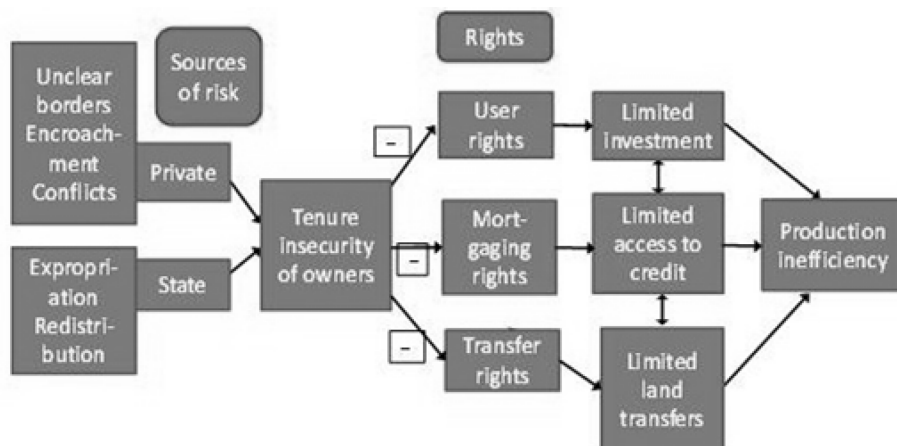 Unclear
borders
Encroach-
ment
Conflicts
Sources
of risk
Private
Expropri-
ation
Redistri-
bution
State
Tenure
insecurity
of owners
Rights
–
User
rights
–
Mort-
gaging
rights
–
Transfer
rights
Limited
investment
Limited
access to
credit
Limited
land
transfers
Production
inefficiency